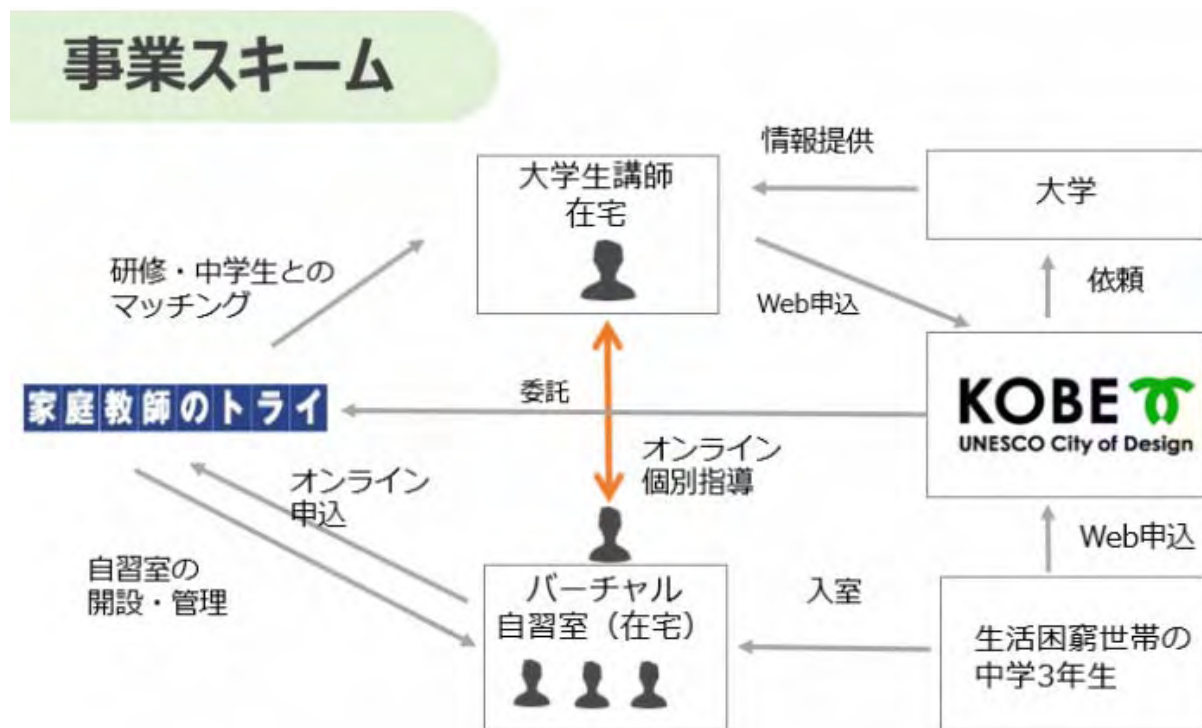 事業スキーム
情報提供
大学生講師
在宅
大学
研修・中学生との
マッチング
Web申込
依頼
家庭教師のトライ
委託
KOBE
UNESCO City of Design
オンライン
個別指導
オンライン
申込
Web申込
自習室の
開設・管理
バーチャル
自習室（在宅）
入室
生活困窮世帯の
中学3年生